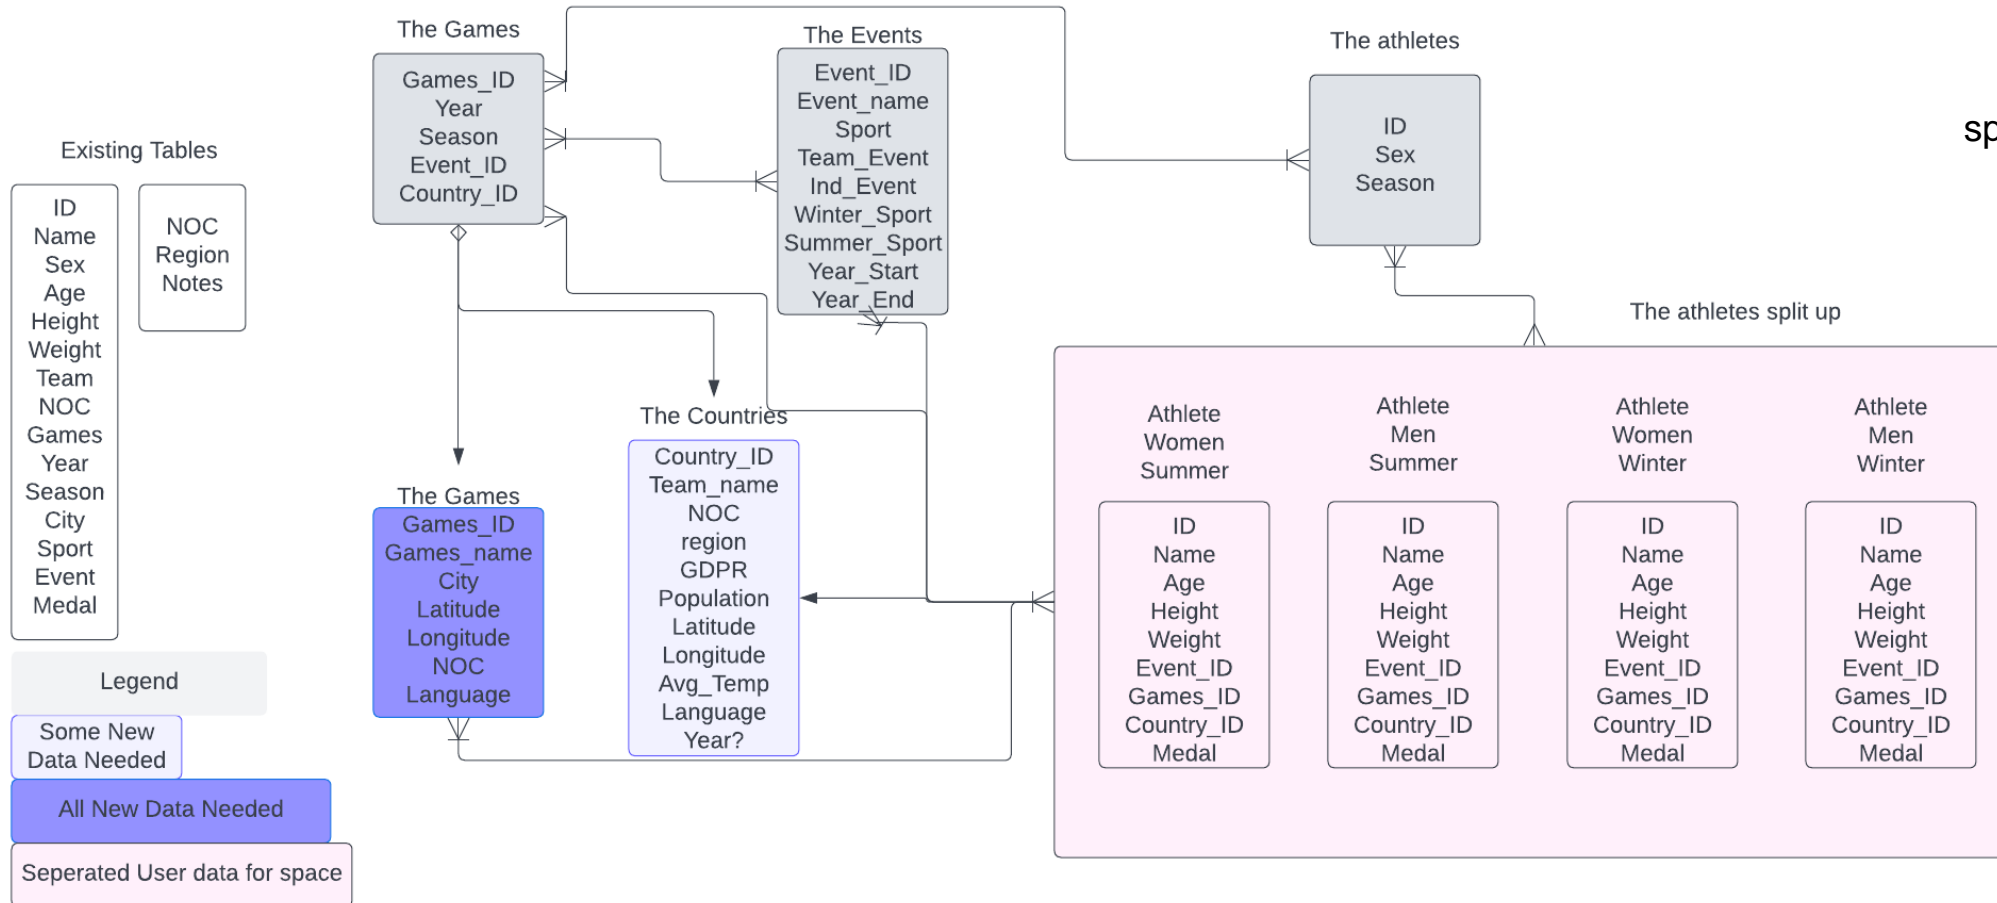 Existing Tables
ID
Name
Sex
Age
Height
Weight
Team
NOC
Games
Year
Season
City
Sport
Event
Medal
NOC
Region
Notes
Legend
Some New
Data Needed
All New Data Needed
Seperated User data for space
The Games
Games_ID
Year
Season
Event_ID
Country_ID
The Events
Event_ID
Event_name
Sport
Team_Event
Ind_Event
Winter_Sport
Summer_Sport
Year_Start
Year_End
The athletes
ID
Sex
Season
sp
The Games
Games_ID
Games_name
City
Latitude
Longitude
NOC
Language
The Countries
Country_ID
Team_name
NOC
region
GDPR
Population
Latitude
Longitude
Avg_Temp
Language
Year?
The athletes split up
Athlete
Women
Summer
ID
Name
Age
Height
Weight
Event_ID
Games_ID
Country_ID
Medal
Athlete
Men
Summer
ID
Name
Age
Height
Weight
Event_ID
Games_ID
Country_ID
Medal
Athlete
Women
Winter
ID
Name
Age
Height
Weight
Event_ID
Games_ID
Country_ID
Medal
Athlete
Men
Winter
ID
Name
Age
Height
Weight
Event_ID
Games_ID
Country_ID
Medal